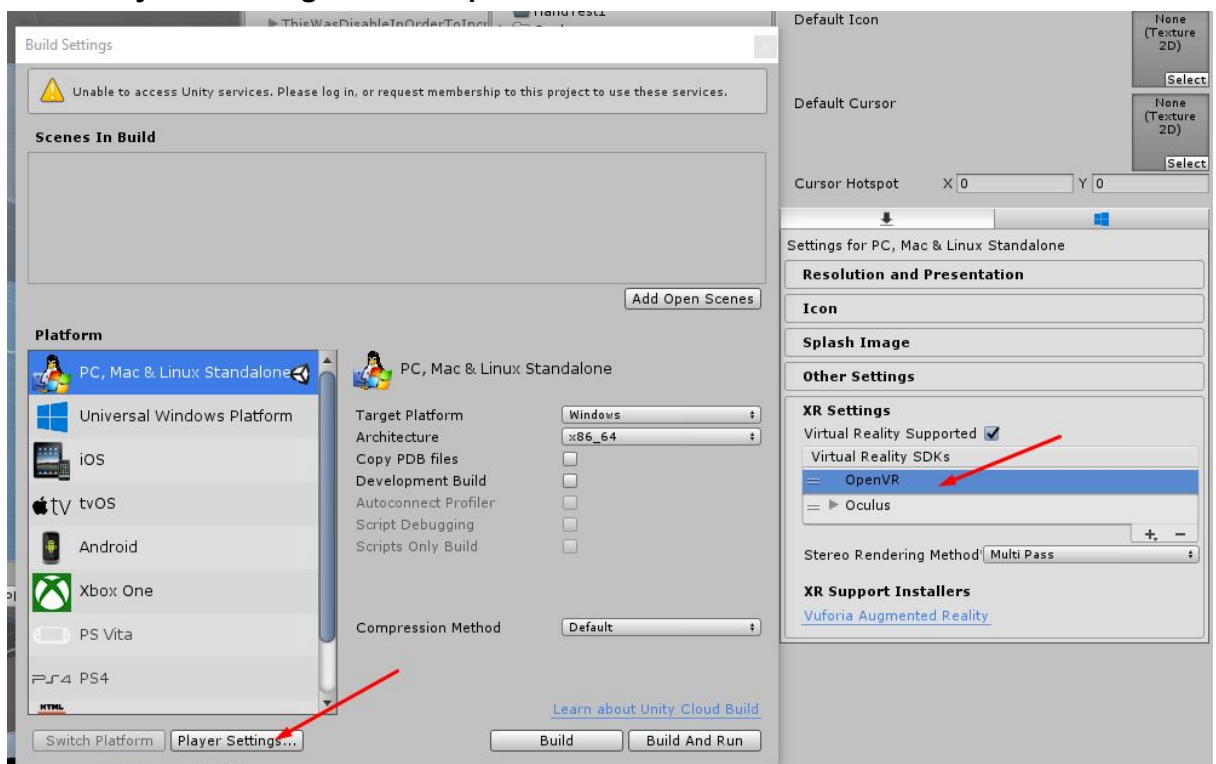 Build Settings
Unable to access Unity services. Please log in, or request membership to this project to use these services.
Scenes In Build
Add Open Scenes
Platform
PC, Mac & Linux Standalone
Universal Windows Platform
iOS
tv tvOS
Android
Xbox One
PS Vita
PS4 PS4
HTML
PC, Mac & Linux Standalone
Target Platform Windows
Architecture x86_64
Copy PDB files
Development Build
Autoconnect Profiler
Script Debugging
Scripts Only Build
Compression Method Default
Learn about Unity Cloud Build
Switch Platform Player Settings...
Build Build And Run
Default Icon
None
(Texture
2D)
Select
Default Cursor
None
(Texture
2D)
Select
Cursor Hotspot X 0 Y 0
Settings for PC, Mac & Linux Standalone
Resolution and Presentation
Icon
Splash Image
Other Settings
XR Settings
Virtual Reality Supported
Virtual Reality SDKs
OpenVR
Oculus
Stereo Rendering Method* Multi Pass
XR Support Installers
Vuforia Augmented Reality